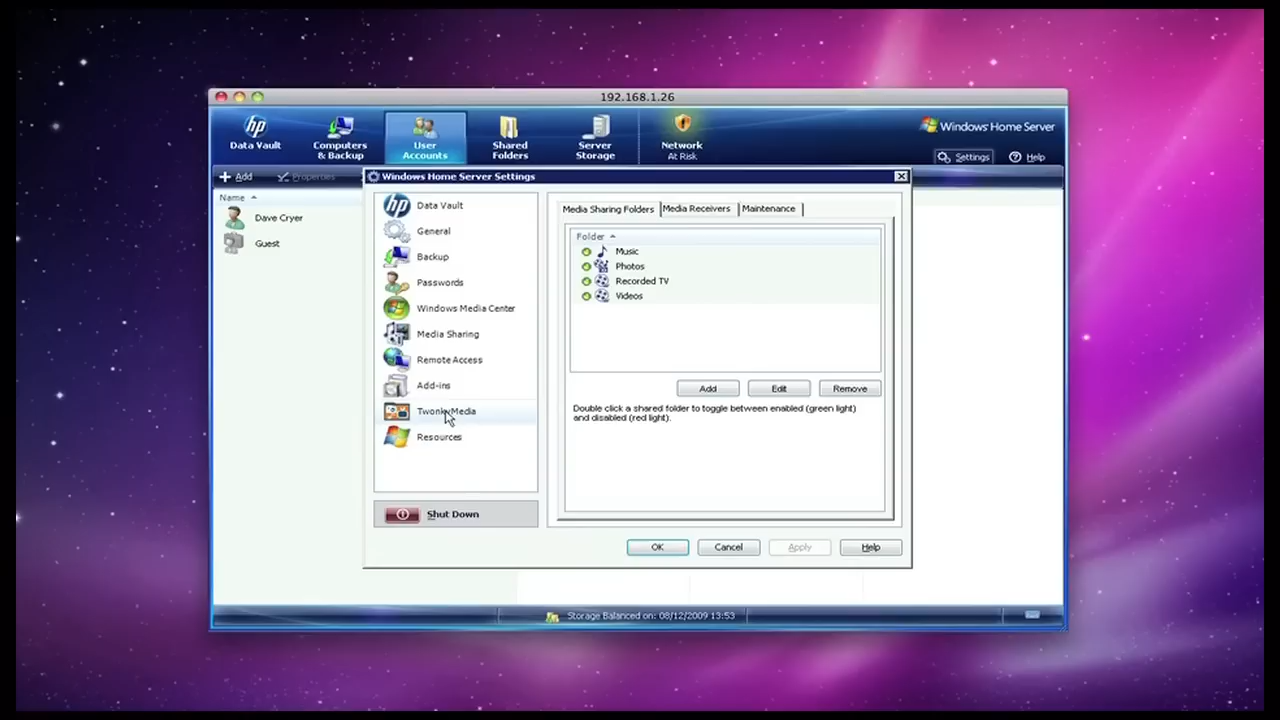 192.168.1.26
hp
Data Vault
Computers
& Backup
User
Accounts
Shared
Folders
Server
Storage
Network
At Risk
Windows Home Server
Settings
Help
Add
Properties
Windows Home Server Settings
Name
Dave Cryer
Guest
hp
Data Vault
General
Backup
Passwords
Windows Media Center
Media Sharing
Remote Access
Add-ins
TwonkyMedia
Resources
Shut Down
Media Sharing Folders
Media Receivers
Maintenance
Folder
Music
Photos
Recorded TV
Videos
Add
Edit
Remove
Double click a shared folder to toggle between enabled (green light)
and disabled (red light).
OK
Cancel
Apply
Help
Storage Balanced on: 08/12/2009 13:53